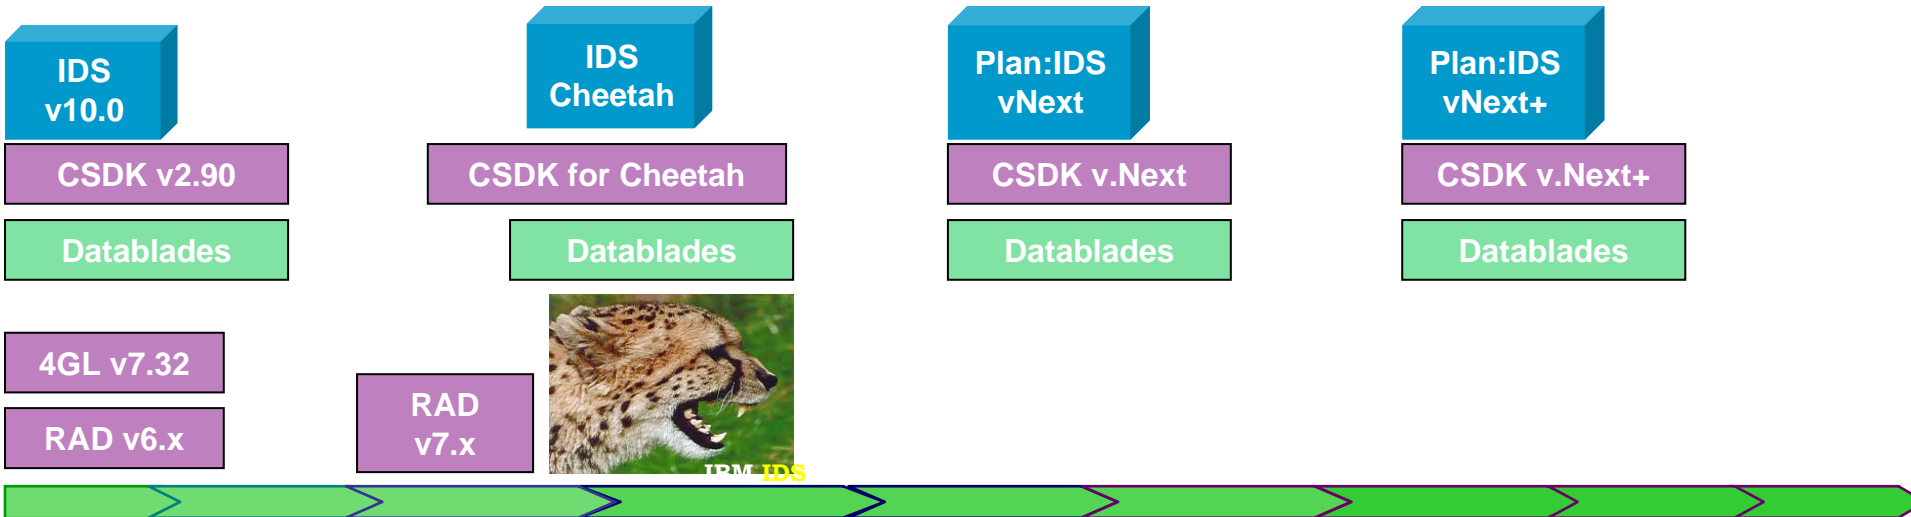 IDS
v10.0
IDS
Cheetah
Plan:IDS
vNext
Plan:IDS
vNext+
CSDK v2.90
CSDK for Cheetah
CSDK v.Next
CSDK v.Next+
Datablades
Datablades
Datablades
Datablades
4GL v7.32
RAD v6.x
RAD
v7.x
IBM IDS